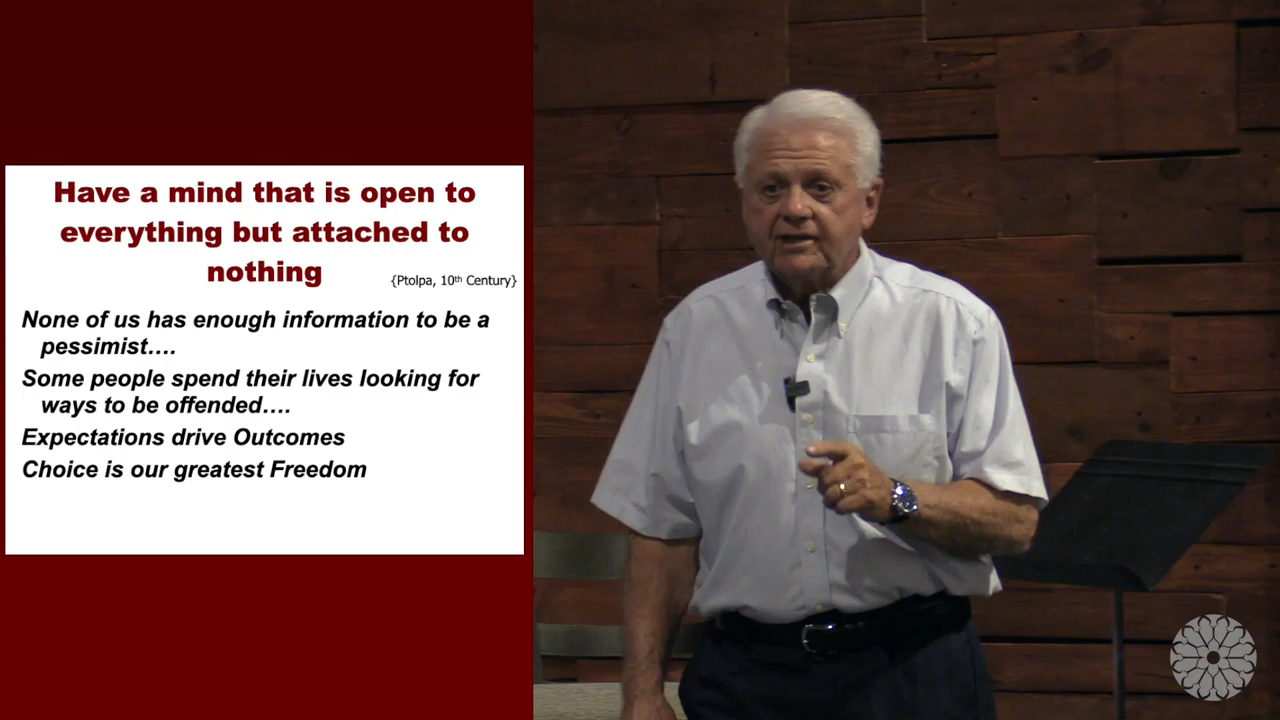 Have a mind that is open to
everything but attached to
nothing {Ptolpa, 10th Century}
None of us has enough information to be a
pessimist….
Some people spend their lives looking for
ways to be offended….
Expectations drive Outcomes
Choice is our greatest Freedom